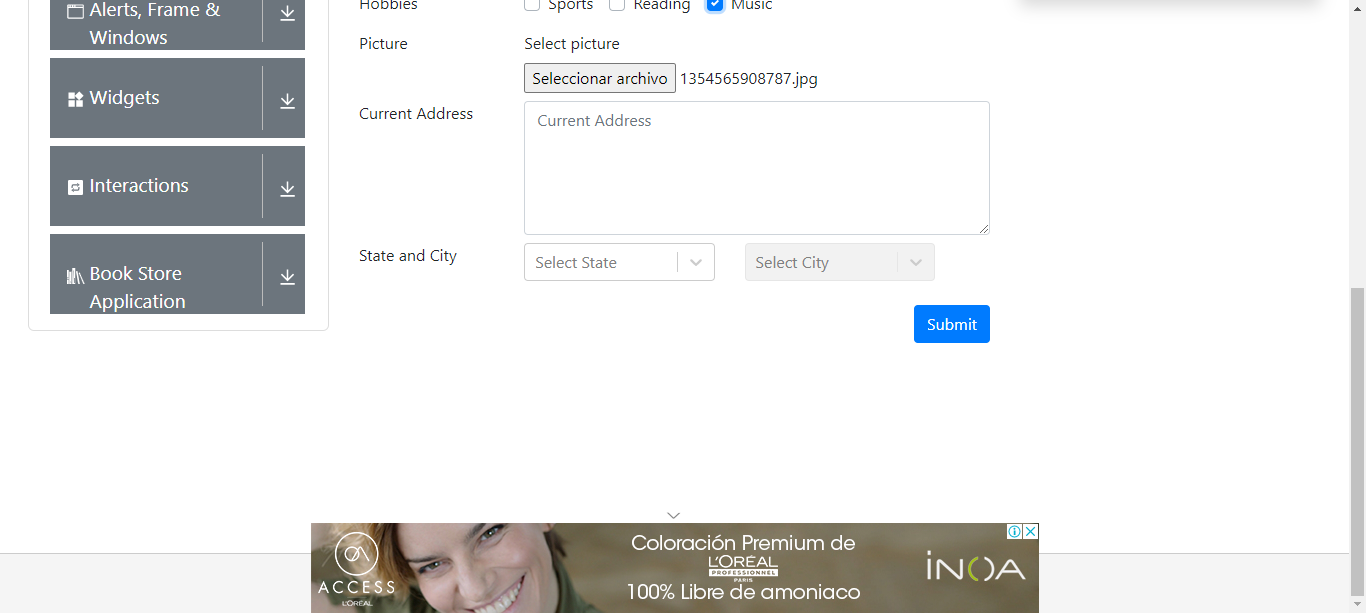 Alerts, Frame &
Windows
Widgets
Interactions
Book Store
Application
Hobbies
Sports
Reading
Music
Picture
Select picture
Seleccionar archivo 1354565908787.jpg
Current Address
Current Address
State and City
Select State
Select City
Submit
ACCESS
L'ORÉAL
Coloración Premium de
L'ORÉAL
PROFESSIONNEL
PARIS
100% Libre de amoniaco
iNOA